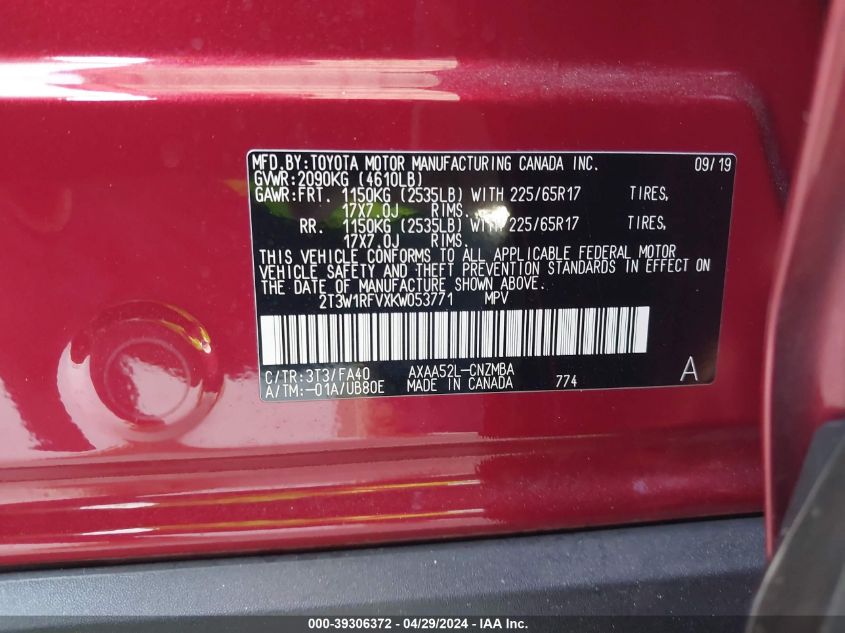 MFD.BY:TOYOTA MOTOR MANUFACTURING CANADA INC. 09/19
GVWR:2090KG (4610LB)
GAWR:FRT. 1150KG (2535LB) WITH 225/65R17 TIRES,
17X7.0J RIMS.
RR. 1150KG (2535LB) WITH 225/65R17 TIRES,
17X7.0J RIMS.
THIS VEHICLE CONFORMS TO ALL APPLICABLE FEDERAL MOTOR
VEHICLE SAFETY AND THEFT PREVENTION STANDARDS IN EFFECT ON
THE DATE OF MANUFACTURE SHOWN ABOVE.
2T3W1RFVXKW053771 MPV
C/TR:3T3/FA40 AXAA52L-CNZMBA
A/TM:-01A/UB80E MADE IN CANADA 774 A
000-39306372 - 04/29/2024 - IAA Inc.